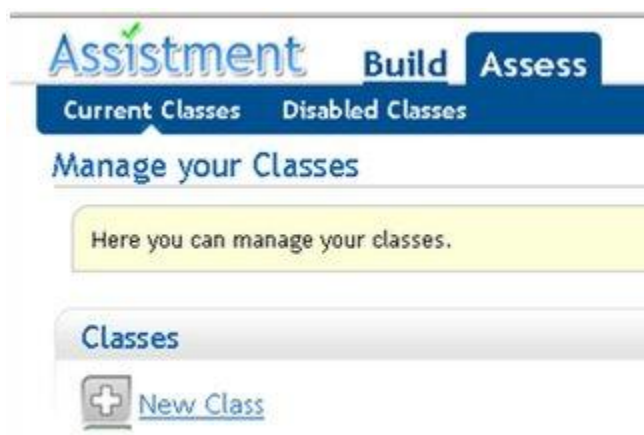 Assistment Build Assess
Current Classes Disabled Classes
Manage your Classes
Here you can manage your classes.
Classes
New Class